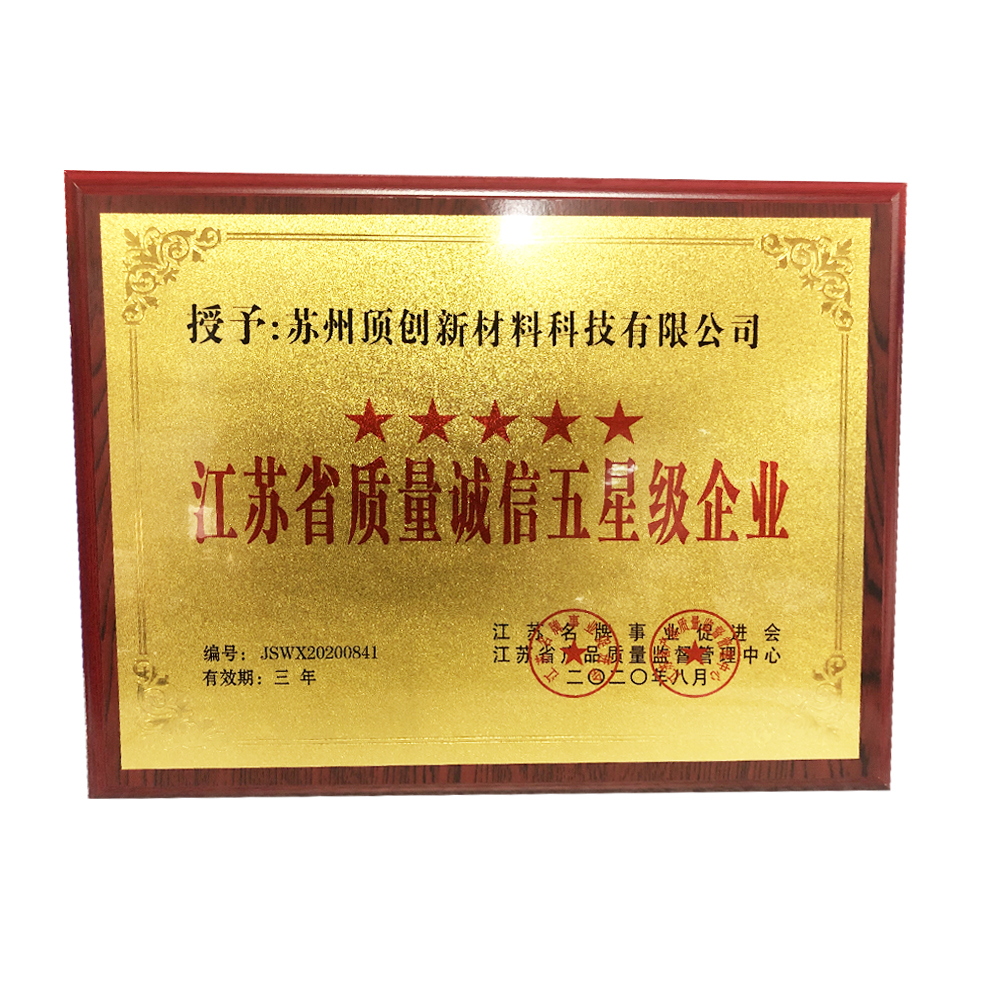 授予:苏州顶创新材料科技有限公司
★★★★★
江苏省质量诚信五星级企业
江苏名牌事业促进会
编号：JSWX20200841
江苏省产品质量监督管理中心
有效期：三年
二〇二〇年八月